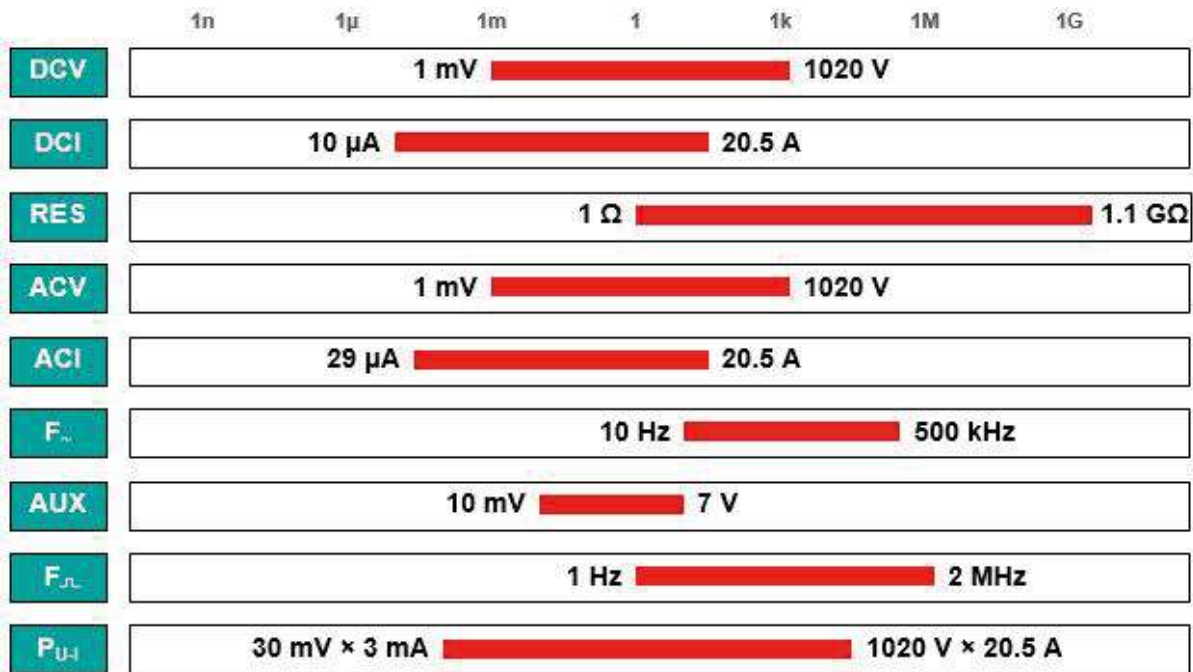 1n 1µ 1m 1 1k 1M 1G
DCV 1 mV 1020 V
DCI 10 µA 20.5 A
RES 1 Ω 1.1 GΩ
ACV 1 mV 1020 V
ACI 29 µA 20.5 A
F~ 10 Hz 500 kHz
AUX 10 mV 7 V
F⎍ 1 Hz 2 MHz
PU-I 30 mV × 3 mA 1020 V × 20.5 A